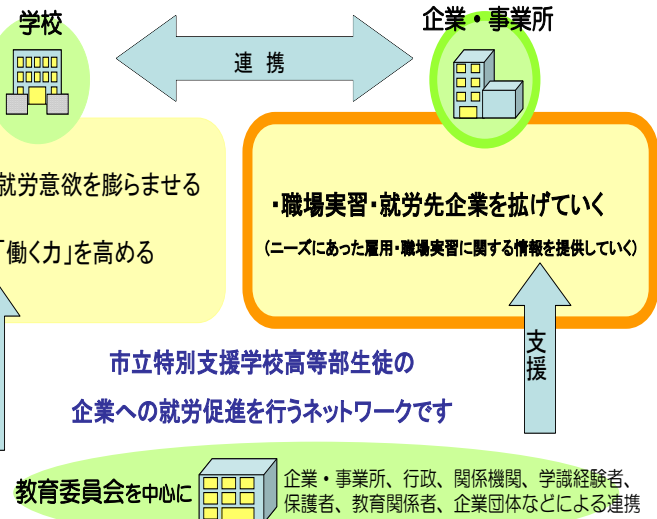 学校
企業・事業所
連 携
就労意欲を膨らませる
「働く力」を高める
・職場実習・就労先企業を拡げていく
(ニーズにあった雇用・職場実習に関する情報を提供していく)
支援
市立特別支援学校高等部生徒の
企業への就労促進を行うネットワークです
教育委員会を中心に
企業・事業所、行政、関係機関、学識経験者、
保護者、教育関係者、企業団体などによる連携